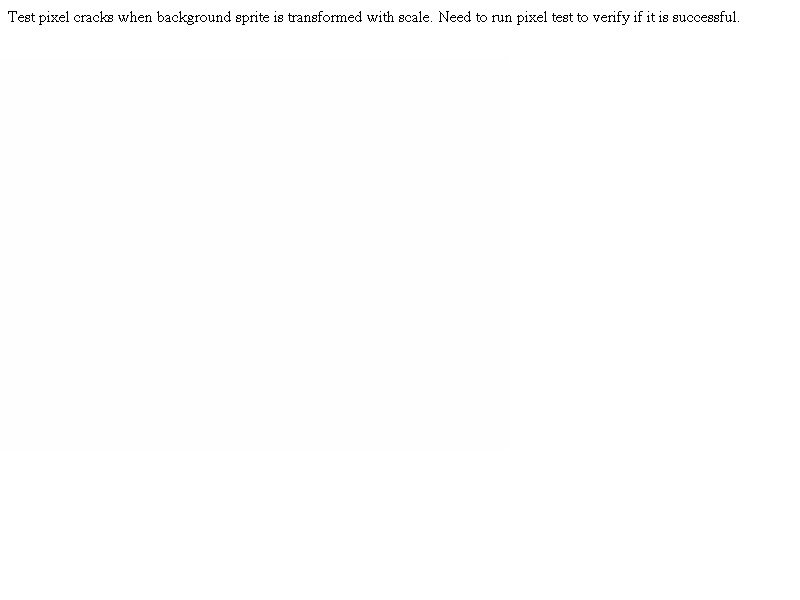 Test pixel cracks when background sprite is transformed with scale. Need to run pixel test to verify if it is successful.